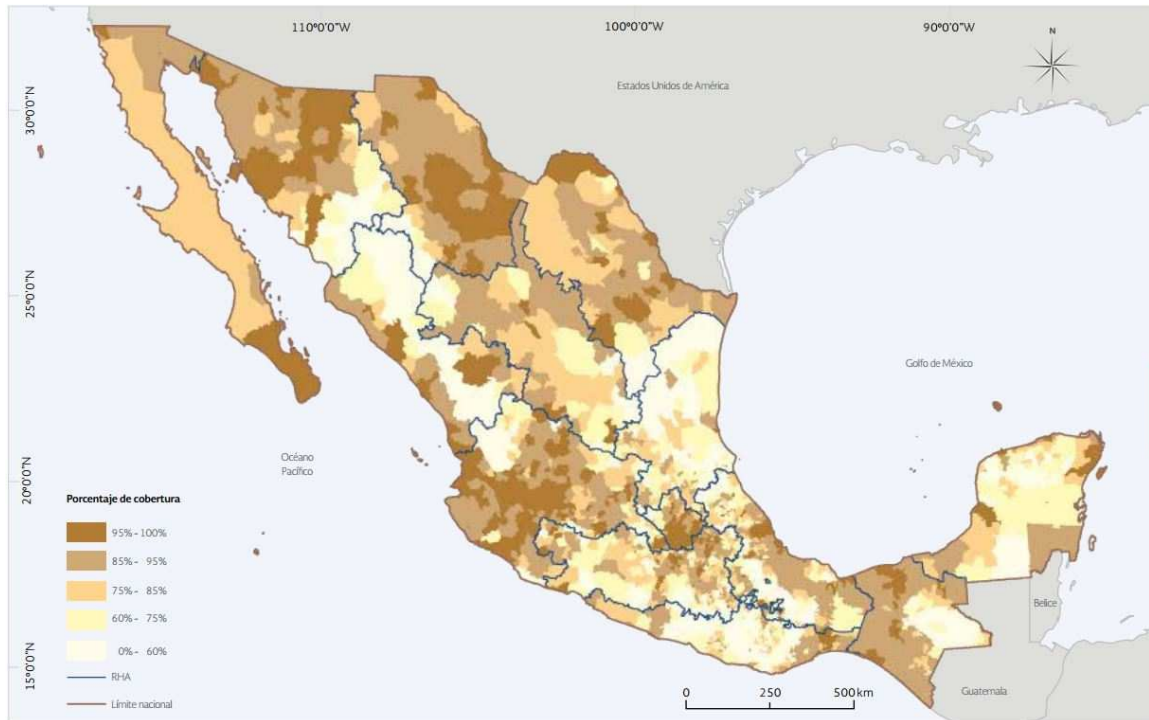 110°0'0"W
100°0'0"W
90°0'0"W
N
Estados Unidos de América
30°0'0"N
25°0'0"N
Golfo de México
Océano
Pacífico
20°0'0"N
Porcentaje de cobertura
95% - 100%
85% - 95%
75% - 85%
60% - 75%
0% - 60%
RHA
Límite nacional
Belice
15°0'0"N
0 250 500 km
Guatemala